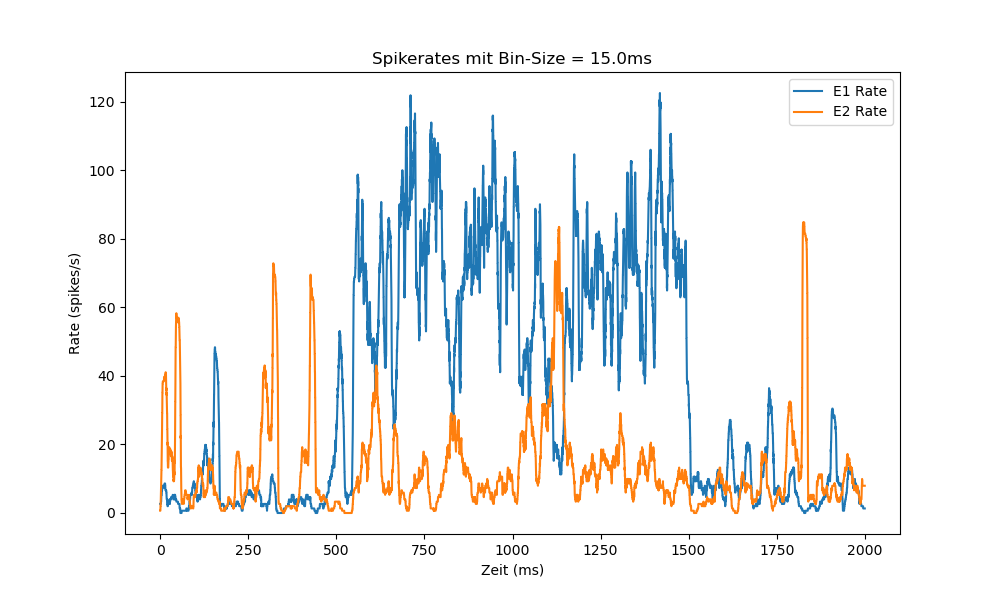 Spikerates mit Bin-Size = 15.0ms
E1 Rate
E2 Rate
120
100
80
60
40
20
0
Rate (spikes/s)
0 250 500 750 1000 1250 1500 1750 2000
Zeit (ms)